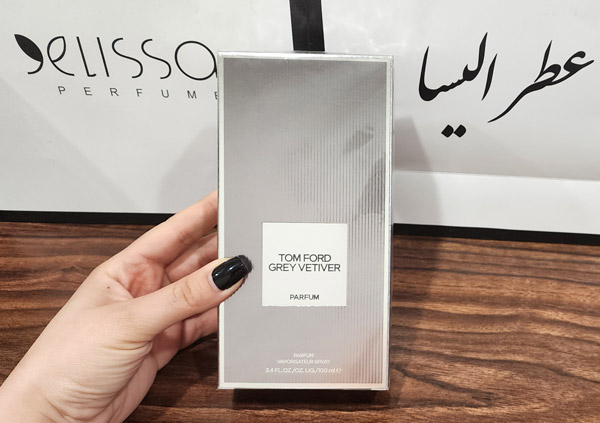 elissa
PERFUME
عطر الیسا
TOM FORD
GREY VETIVER
PARFUM
PARFUM
VAPORISATEUR SPRAY
3.4 FL.OZ./OZ. LIQ./100 ml ℮